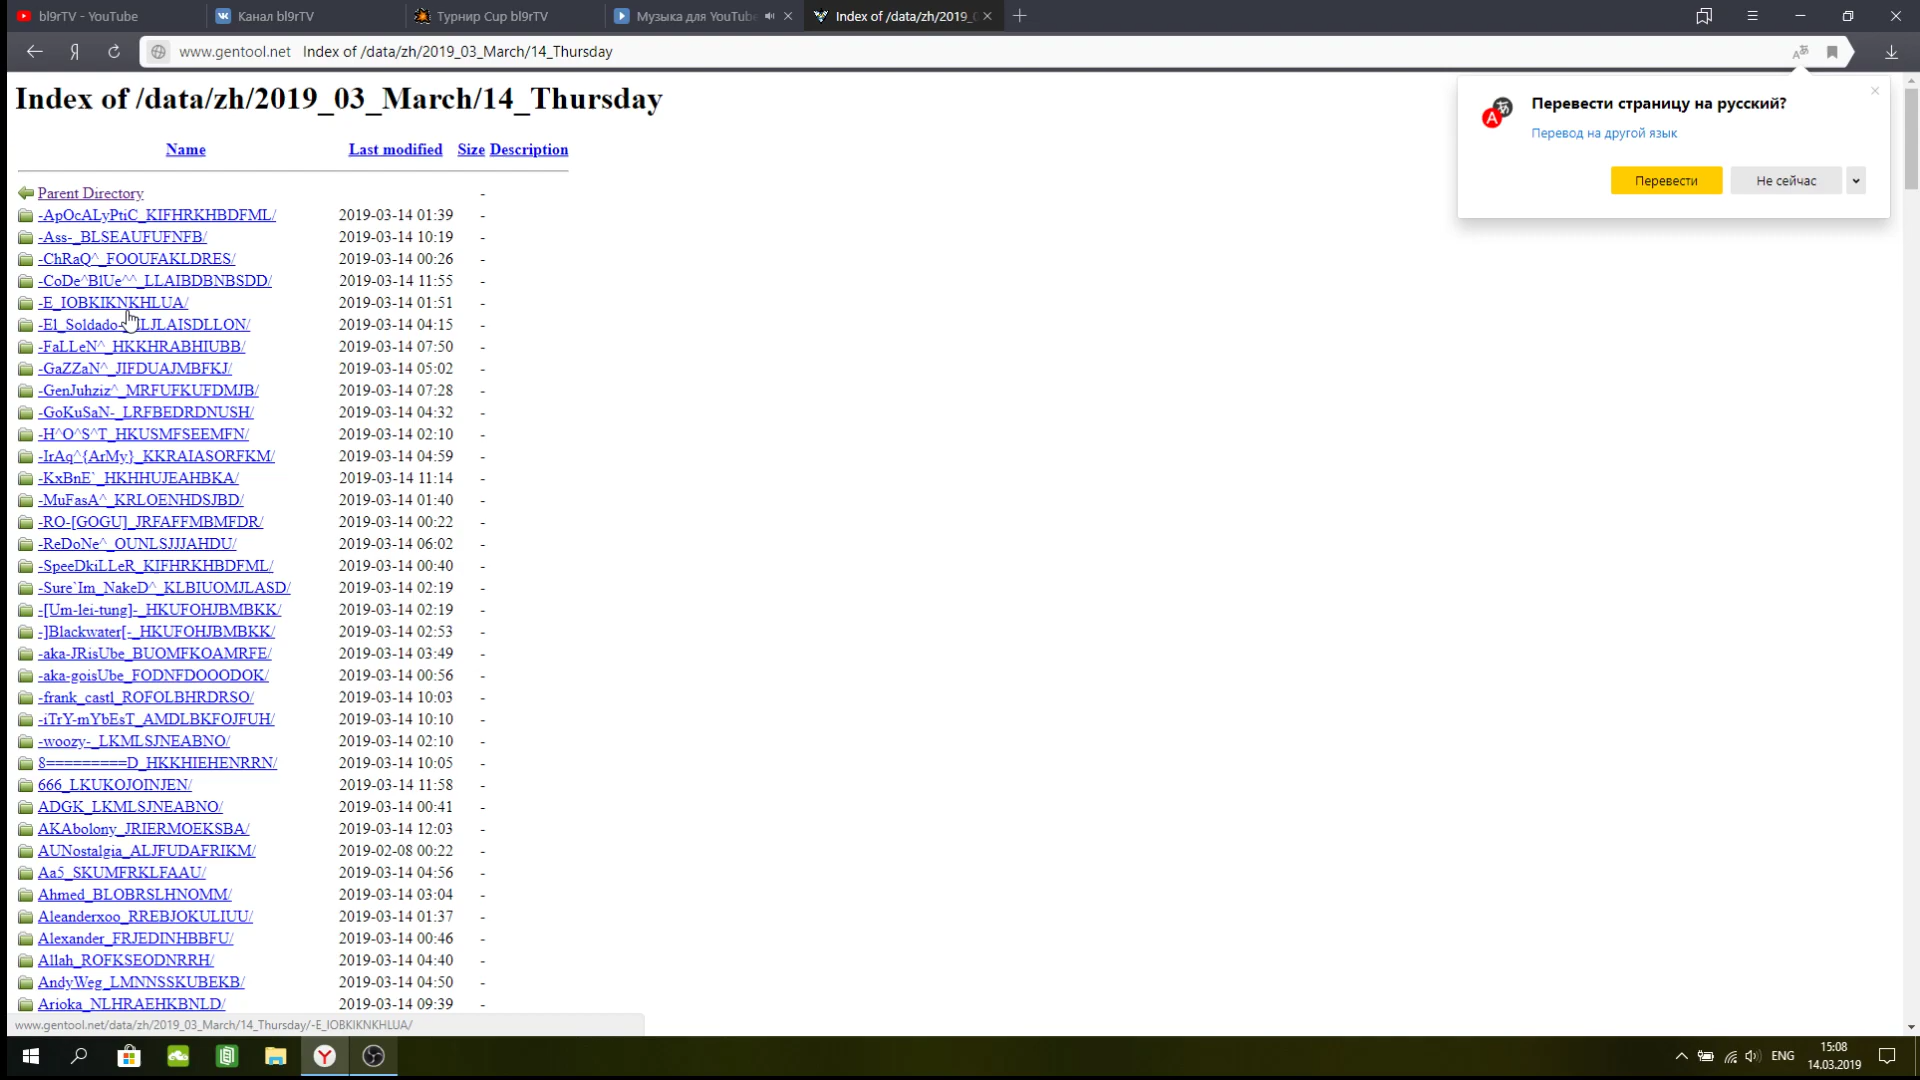 bl9rTV - YouTube
Канал bl9rTV
Турнир Cup bl9rTV
Музыка для YouTube
Index of /data/zh/2019_
www.gentool.net Index of /data/zh/2019_03_March/14_Thursday
Index of /data/zh/2019_03_March/14_Thursday
Перевести страницу на русский?
Перевод на другой язык
Перевести Не сейчас
Name Last modified Size Description
Parent Directory -
-ApOcALyPtiC_KIFHRKHBDFML/ 2019-03-14 01:39 -
-Ass-_BLSEAUFUFNFB/ 2019-03-14 10:19 -
-ChRaQ^_FOOUFAKLDRES/ 2019-03-14 00:26 -
-CoDe^BlUe^^_LLAIBDBNBSDD/ 2019-03-14 11:55 -
-E_IOBKIKNKHLUA/ 2019-03-14 01:51 -
-El_Soldado- LJLAISDLLON/ 2019-03-14 04:15 -
-FaLLeN^_HKKHRABHIUBB/ 2019-03-14 07:50 -
-GaZZaN^_JIFDUAJMBFKJ/ 2019-03-14 05:02 -
-GenJuhziz^_MRFUFKUFDMJB/ 2019-03-14 07:28 -
-GoKuSaN-_LRFBEDRDNUSH/ 2019-03-14 04:32 -
-H^O^S^T_HKUSMFSEEMFN/ 2019-03-14 02:10 -
-IrAq^{ArMy}_KKRAIASORFKM/ 2019-03-14 04:59 -
-KxBnE`_HKHHUJEAHBKA/ 2019-03-14 11:14 -
-MuFasA^_KRLOENHDSJBD/ 2019-03-14 01:40 -
-RO-[GOGU]_JRFAFFMBMFDR/ 2019-03-14 00:22 -
-ReDoNe^_OUNLSJJJAHDU/ 2019-03-14 06:02 -
-SpeeDkiLLeR_KIFHRKHBDFML/ 2019-03-14 00:40 -
-Sure`Im_NakeD^_KLBIUOMJLASD/ 2019-03-14 02:19 -
-[Um-lei-tung]-_HKUFOHJBMBKK/ 2019-03-14 02:19 -
-]Blackwater[-_HKUFOHJBMBKK/ 2019-03-14 02:53 -
-aka-JRisUbe_BUOMFKOAMRFE/ 2019-03-14 03:49 -
-aka-goisUbe_FODNFDOOODOK/ 2019-03-14 00:56 -
-frank_castl_ROFOLBHRDRSO/ 2019-03-14 10:03 -
-iTrY-mYbEsT_AMDLBKFOJFUH/ 2019-03-14 10:10 -
-woozy-_LKMLSJNEABNO/ 2019-03-14 02:10 -
8=========D_HKKHIEHENRRN/ 2019-03-14 10:05 -
666_LKUKOJOINJEN/ 2019-03-14 11:58 -
ADGK_LKMLSJNEABNO/ 2019-03-14 00:41 -
AKAbolony_JRIERMOEKSBA/ 2019-03-14 12:03 -
AUNostalgia_ALJFUDAFRIKM/ 2019-02-08 00:22 -
Aa5_SKUMFRKLFAAU/ 2019-03-14 04:56 -
Ahmed_BLOBRSLHNOMM/ 2019-03-14 03:04 -
Aleanderxoo_RREBJOKULIUU/ 2019-03-14 01:37 -
Alexander_FRJEDINHBBFU/ 2019-03-14 00:46 -
Allah_ROFKSEODNRRH/ 2019-03-14 04:40 -
AndyWeg_LMNNSSKUBEKB/ 2019-03-14 04:50 -
Arioka_NLHRAEHKBNLD/ 2019-03-14 09:39 -
www.gentool.net/data/zh/2019_03_March/14_Thursday/-E_IOBKIKNKHLUA/
ENG
15:08
14.03.2019